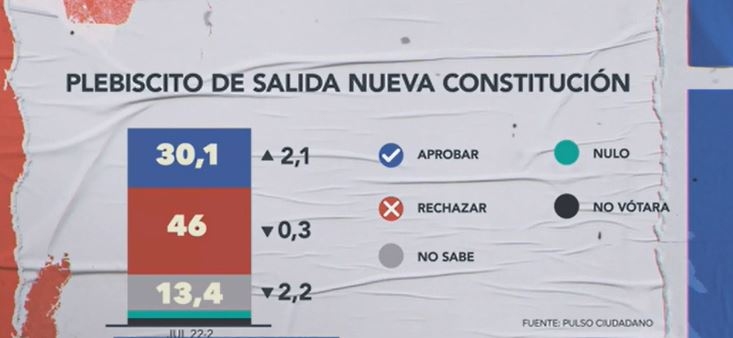 PLEBISCITO DE SALIDA NUEVA CONSTITUCIÓN
30,1 ▲ 2,1
46 ▼ 0,3
13,4 ▼ 2,2
JUL 22-2
APROBAR
RECHAZAR
NO SABE
NULO
NO VÓTARA
FUENTE: PULSO CIUDADANO